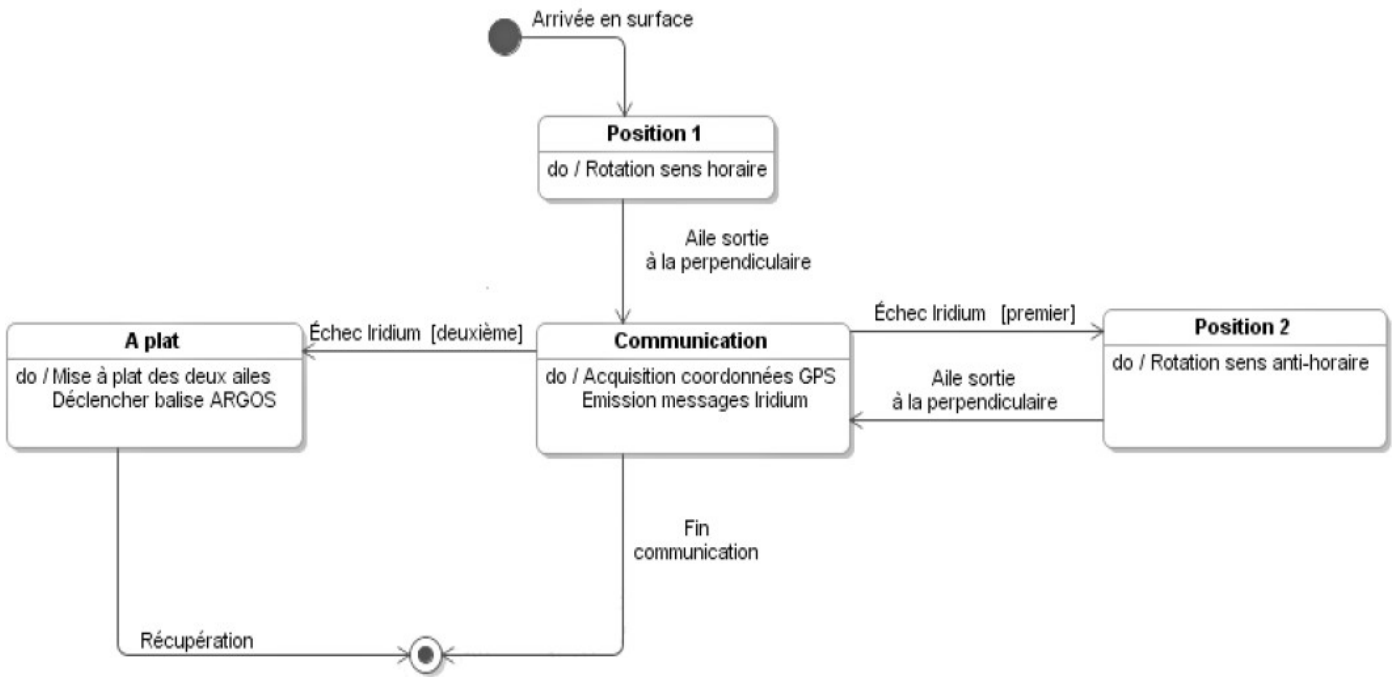 Arrivée en surface
Position 1
do / Rotation sens horaire
Aile sortie
à la perpendiculaire
A plat
do / Mise à plat des deux ailes
Déclencher balise ARGOS
Échec Iridium [deuxième]
Communication
do / Acquisition coordonnées GPS
Emission messages Iridium
Échec Iridium [premier]
Aile sortie
à la perpendiculaire
Position 2
do / Rotation sens anti-horaire
Fin
communication
Récupération